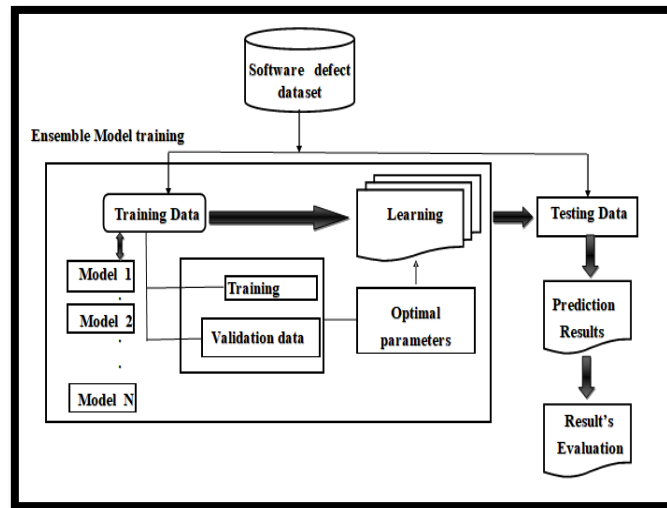 Software defect
dataset
Ensemble Model training
Training Data
Learning
Testing Data
Model 1
.
Model 2
.
.
Model N
Training
Validation data
Optimal
parameters
Prediction
Results
Result's
Evaluation